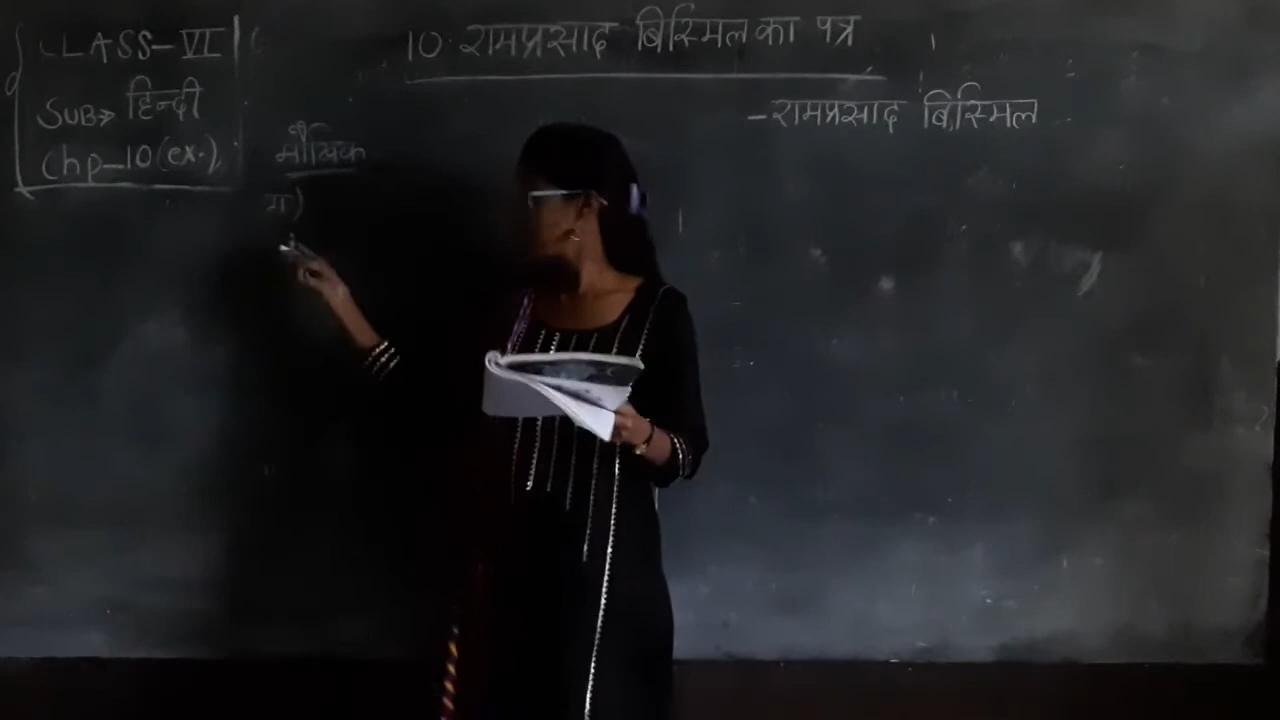 CLASS-VI
SUB⇒ हिन्दी
Chp-10(ex.)
10. रामप्रसाद बिस्मिल का पत्र
-रामप्रसाद बिस्मिल
मौखिक
ग)